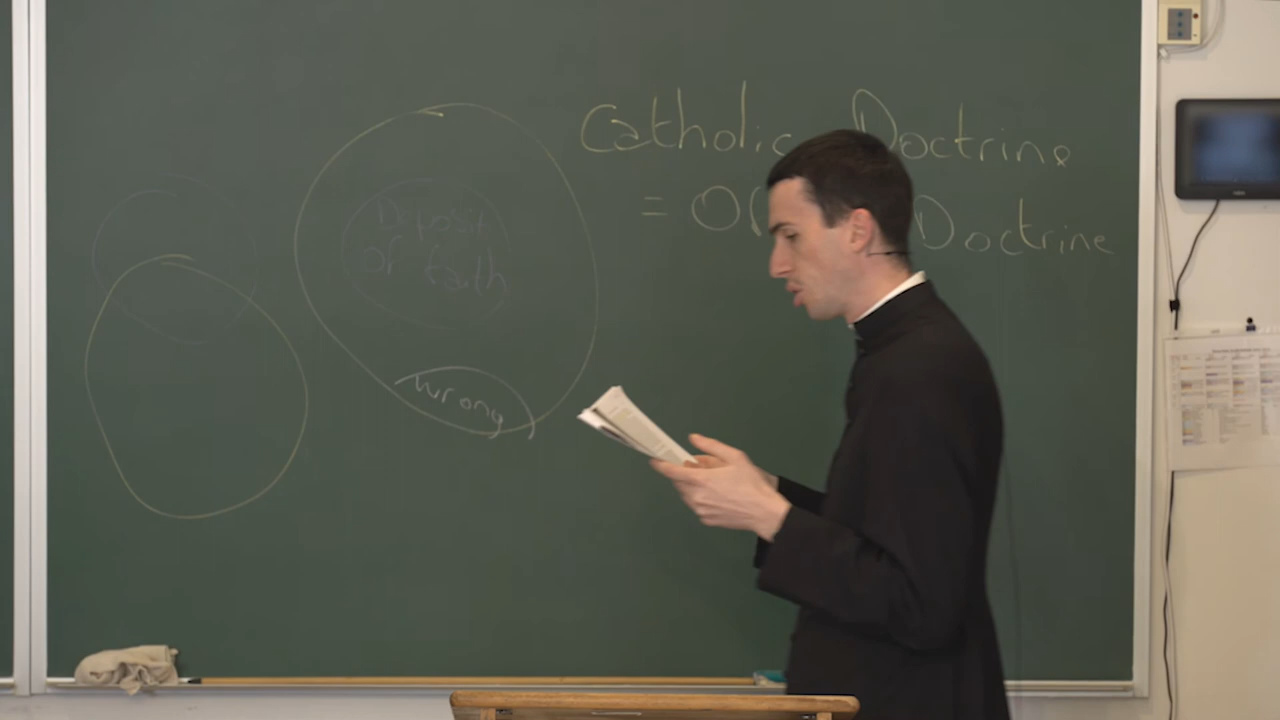 Catholic Doctrine
= Doctrine
Deposit
of faith
wrong